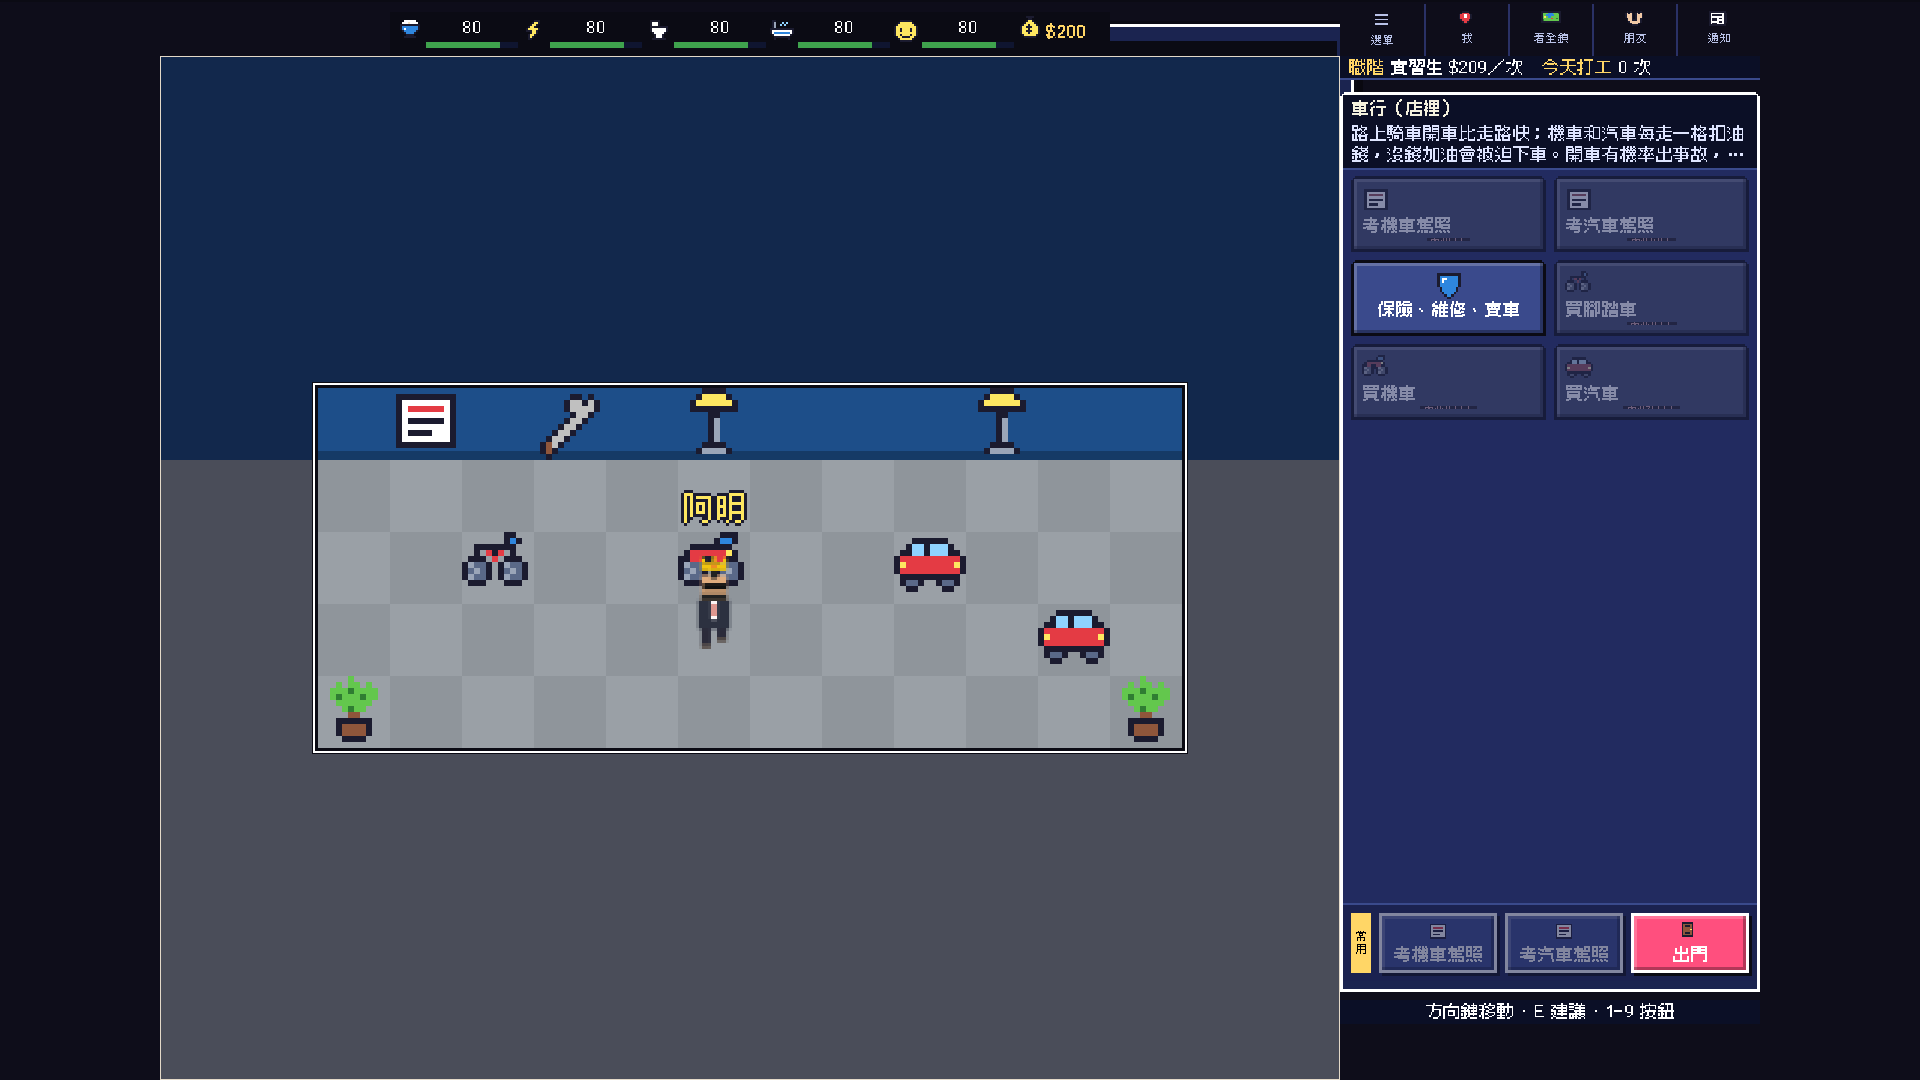 80 80 80 80 80 $200
選單 我 看全鎮 朋友 通知
職階 實習生 $209／次 今天打工 0 次
車行（店裡）
路上騎車開車比走路快；機車和汽車每走一格扣油
錢，沒錢加油會被迫下車。開車有機率出事故，…
考機車駕照 考汽車駕照
保險、維修、賣車 買腳踏車
買機車 買汽車
阿明
常用 考機車駕照 考汽車駕照 出門
方向鍵移動 · E 建議 · 1-9 按鈕